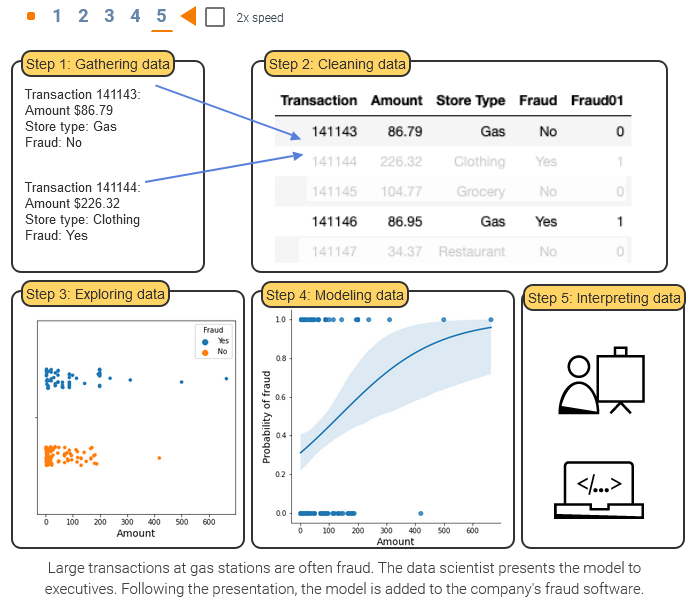 1 2 3 4 5 2x speed
Step 1: Gathering data
Transaction 141143:
Amount $86.79
Store type: Gas
Fraud: No
Transaction 141144:
Amount $226.32
Store type: Clothing
Fraud: Yes
Step 2: Cleaning data
Transaction Amount Store Type Fraud Fraud01
141143 86.79 Gas No 0
141144 226.32 Clothing Yes 1
141145 104.77 Grocery No 0
141146 86.95 Gas Yes 1
141147 34.37 Restaurant No 0
Step 3: Exploring data
Fraud
Yes
No
0 100 200 300 400 500 600
Amount
Step 4: Modeling data
1.0
0.8
0.6
0.4
0.2
0.0
Probability of fraud
0 100 200 300 400 500 600
Amount
Step 5: Interpreting data
</...>
Large transactions at gas stations are often fraud. The data scientist presents the model to
executives. Following the presentation, the model is added to the company's fraud software.